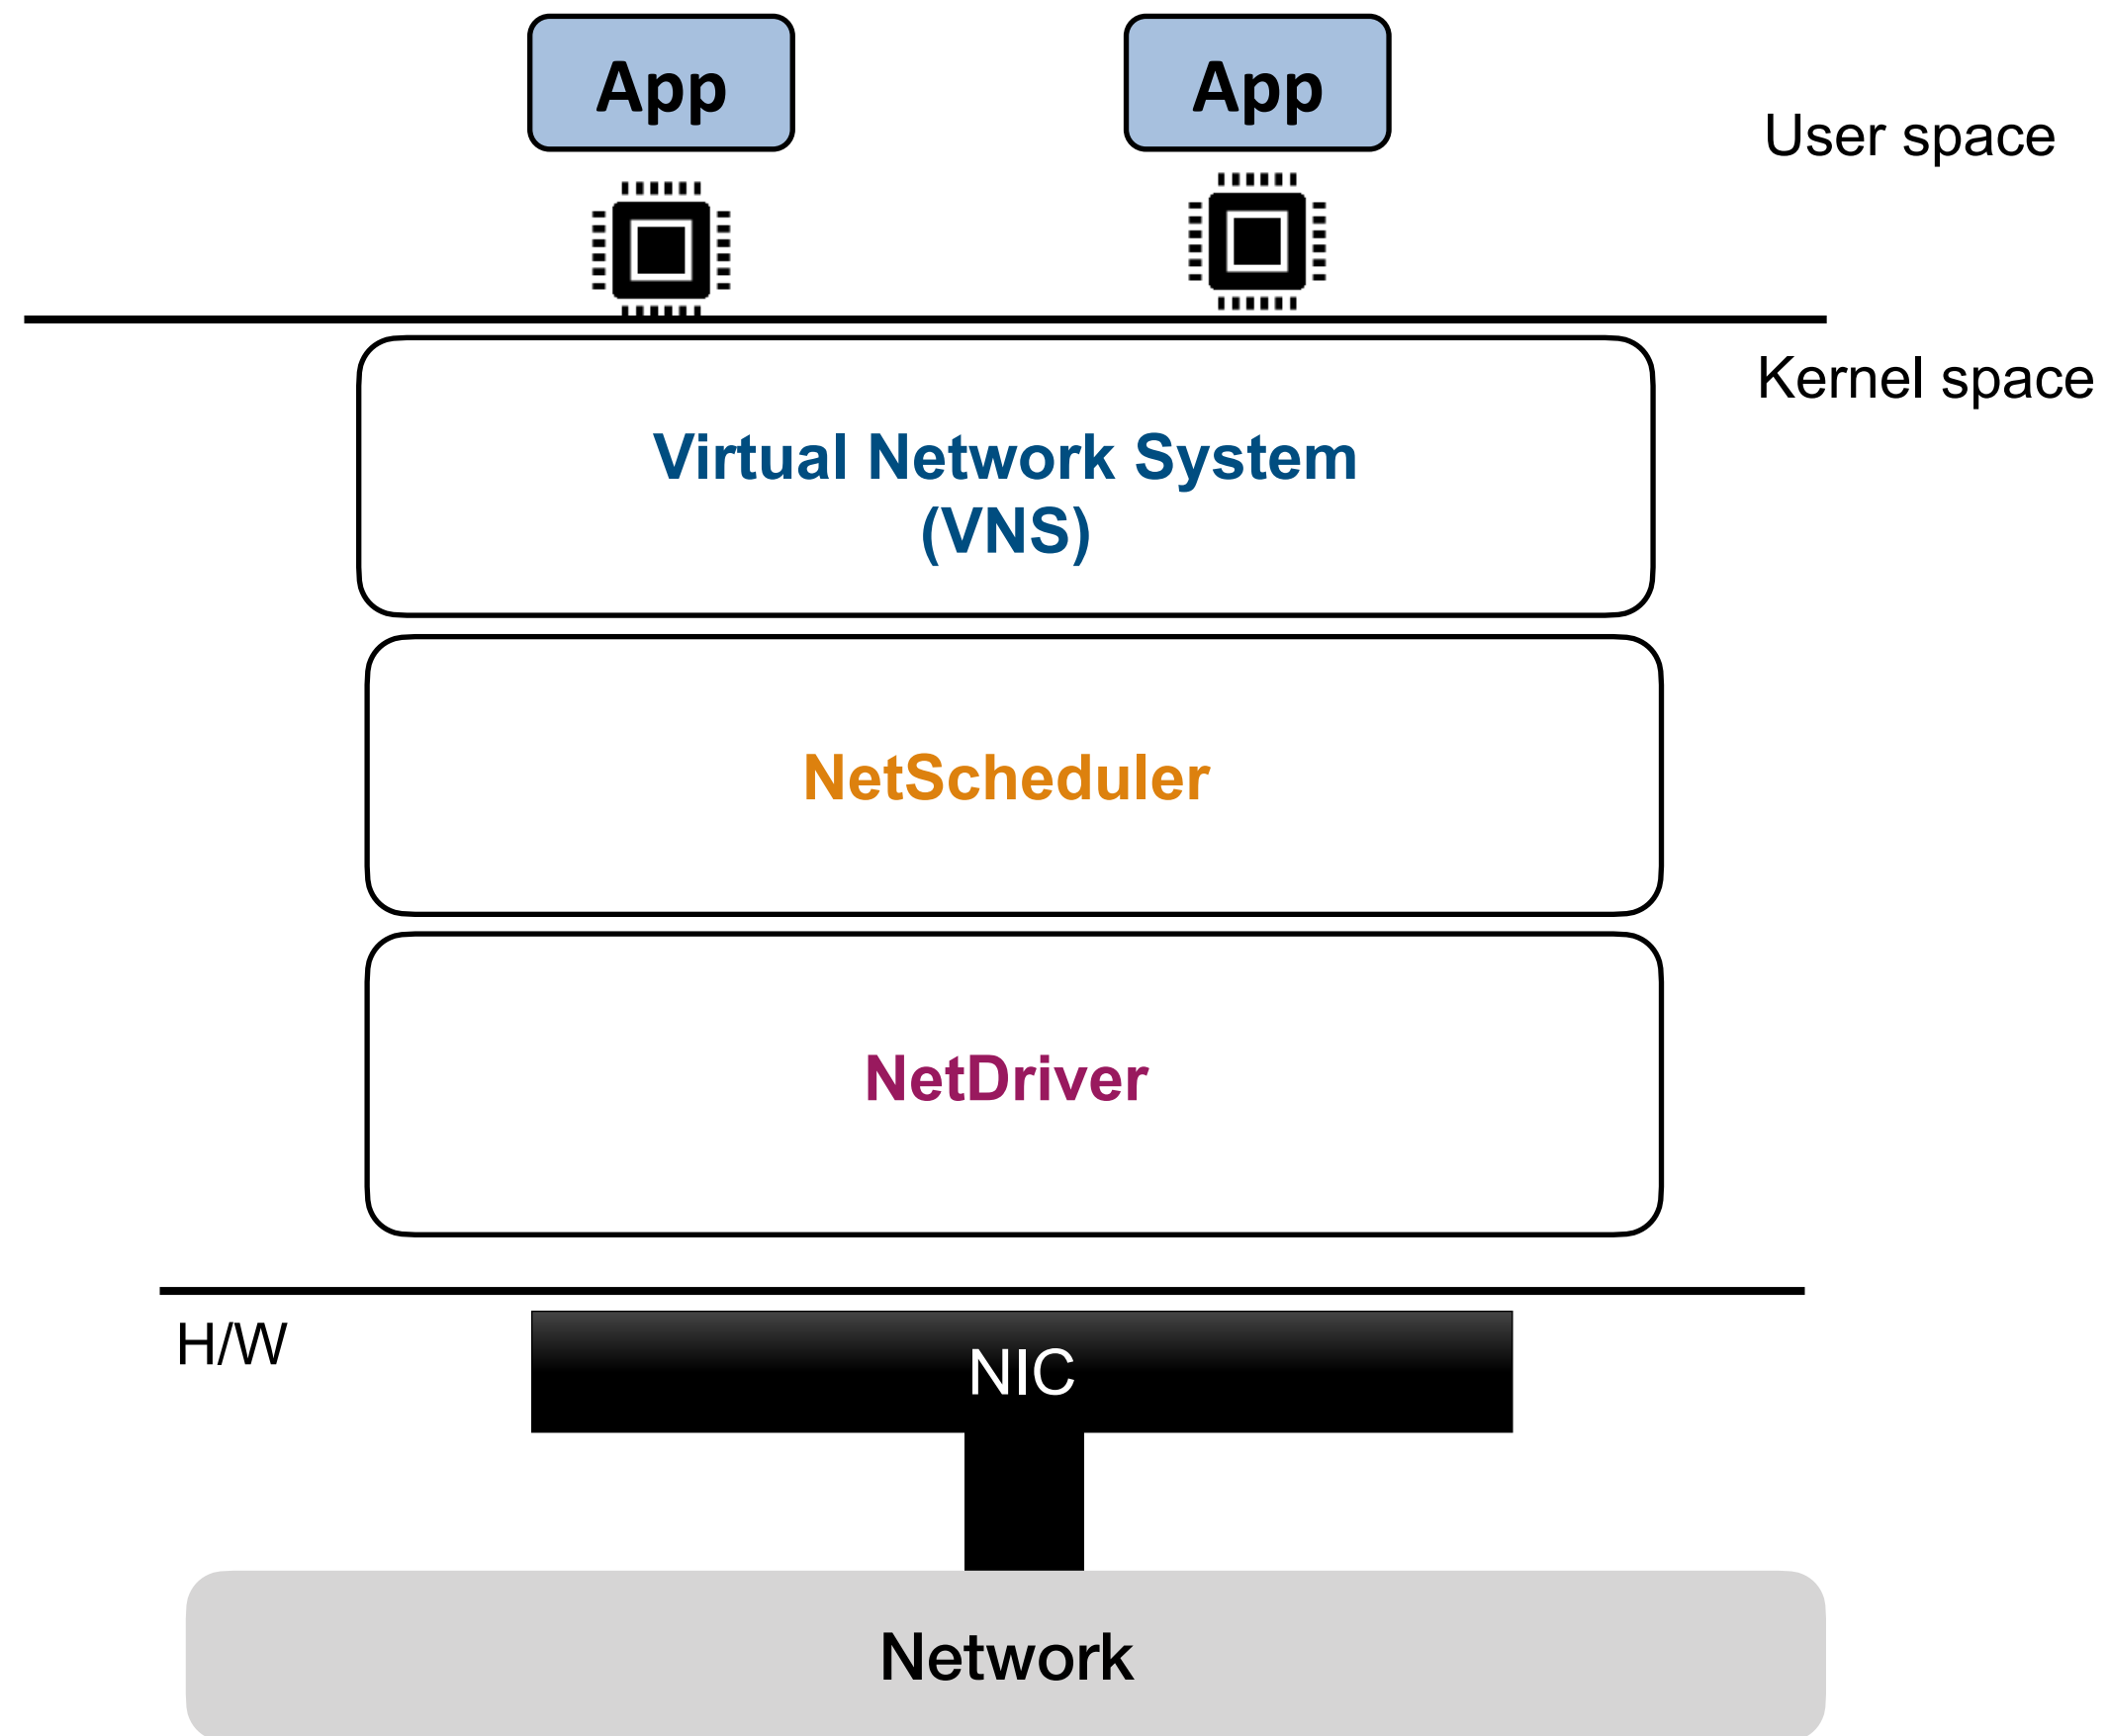 App
App
User space
Kernel space
Virtual Network System
(VNS)
NetScheduler
NetDriver
H/W
NIC
Network